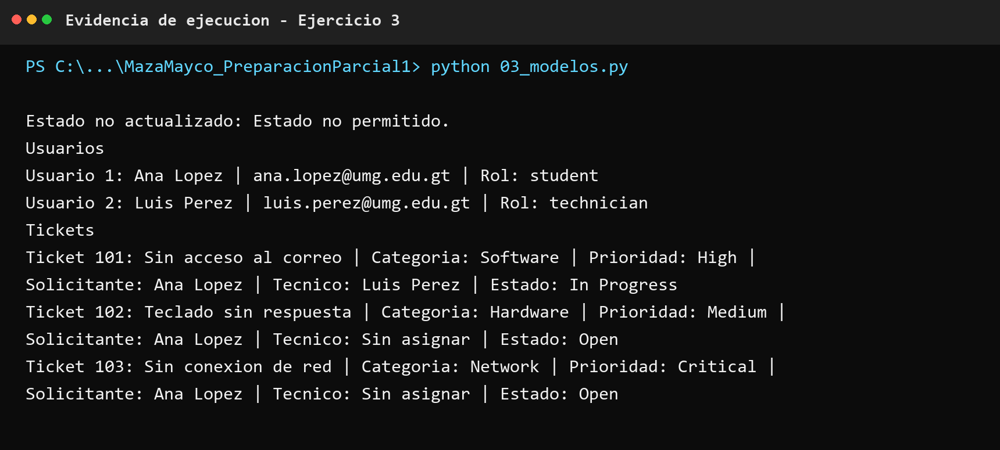 Evidencia de ejecucion - Ejercicio 3
PS C:\...\MazaMayco_PreparacionParcial1> python 03_modelos.py
Estado no actualizado: Estado no permitido.
Usuarios
Usuario 1: Ana Lopez | ana.lopez@umg.edu.gt | Rol: student
Usuario 2: Luis Perez | luis.perez@umg.edu.gt | Rol: technician
Tickets
Ticket 101: Sin acceso al correo | Categoria: Software | Prioridad: High |
Solicitante: Ana Lopez | Tecnico: Luis Perez | Estado: In Progress
Ticket 102: Teclado sin respuesta | Categoria: Hardware | Prioridad: Medium |
Solicitante: Ana Lopez | Tecnico: Sin asignar | Estado: Open
Ticket 103: Sin conexion de red | Categoria: Network | Prioridad: Critical |
Solicitante: Ana Lopez | Tecnico: Sin asignar | Estado: Open